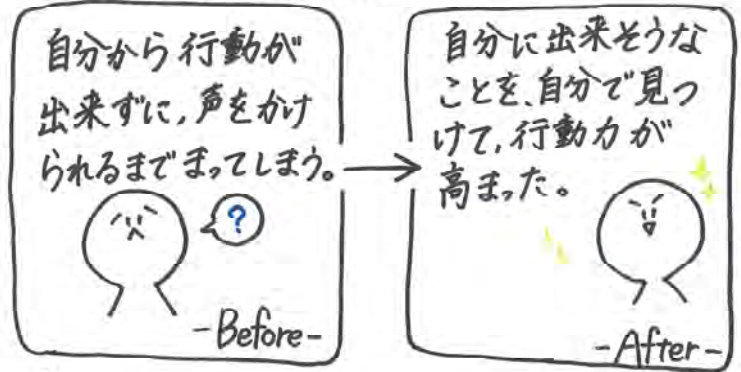 自分から行動が
出来ずに,声をかけ
られるまでまってしまう。
?
-Before-
自分に出来そうな
ことを、自分で見つ
けて,行動力が
高まった。
-After-